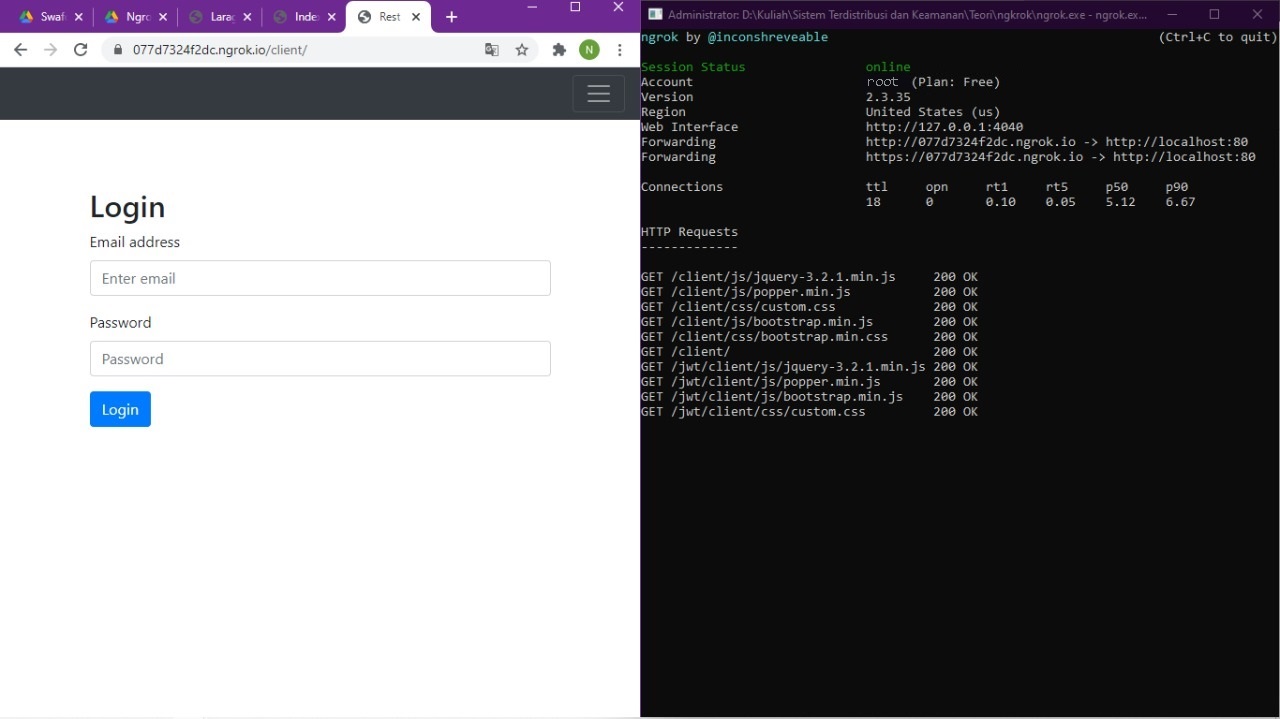 Swaf
Ngro
Larag
Index
Rest
077d7324f2dc.ngrok.io/client/
N
Login
Email address
Enter email
Password
Password
Login
Administrator: D:\Kuliah\Sistem Terdistribusi dan Keamanan\Teori\ngkrok\ngrok.exe - ngrok.ex...
ngrok by @inconshreveable (Ctrl+C to quit)
Session Status online
Account root (Plan: Free)
Version 2.3.35
Region United States (us)
Web Interface http://127.0.0.1:4040
Forwarding http://077d7324f2dc.ngrok.io -> http://localhost:80
Forwarding https://077d7324f2dc.ngrok.io -> http://localhost:80
Connections ttl opn rt1 rt5 p50 p90
18 0 0.10 0.05 5.12 6.67
HTTP Requests
-------------
GET /client/js/jquery-3.2.1.min.js 200 OK
GET /client/js/popper.min.js 200 OK
GET /client/css/custom.css 200 OK
GET /client/js/bootstrap.min.js 200 OK
GET /client/css/bootstrap.min.css 200 OK
GET /client/ 200 OK
GET /jwt/client/js/jquery-3.2.1.min.js 200 OK
GET /jwt/client/js/popper.min.js 200 OK
GET /jwt/client/js/bootstrap.min.js 200 OK
GET /jwt/client/css/custom.css 200 OK